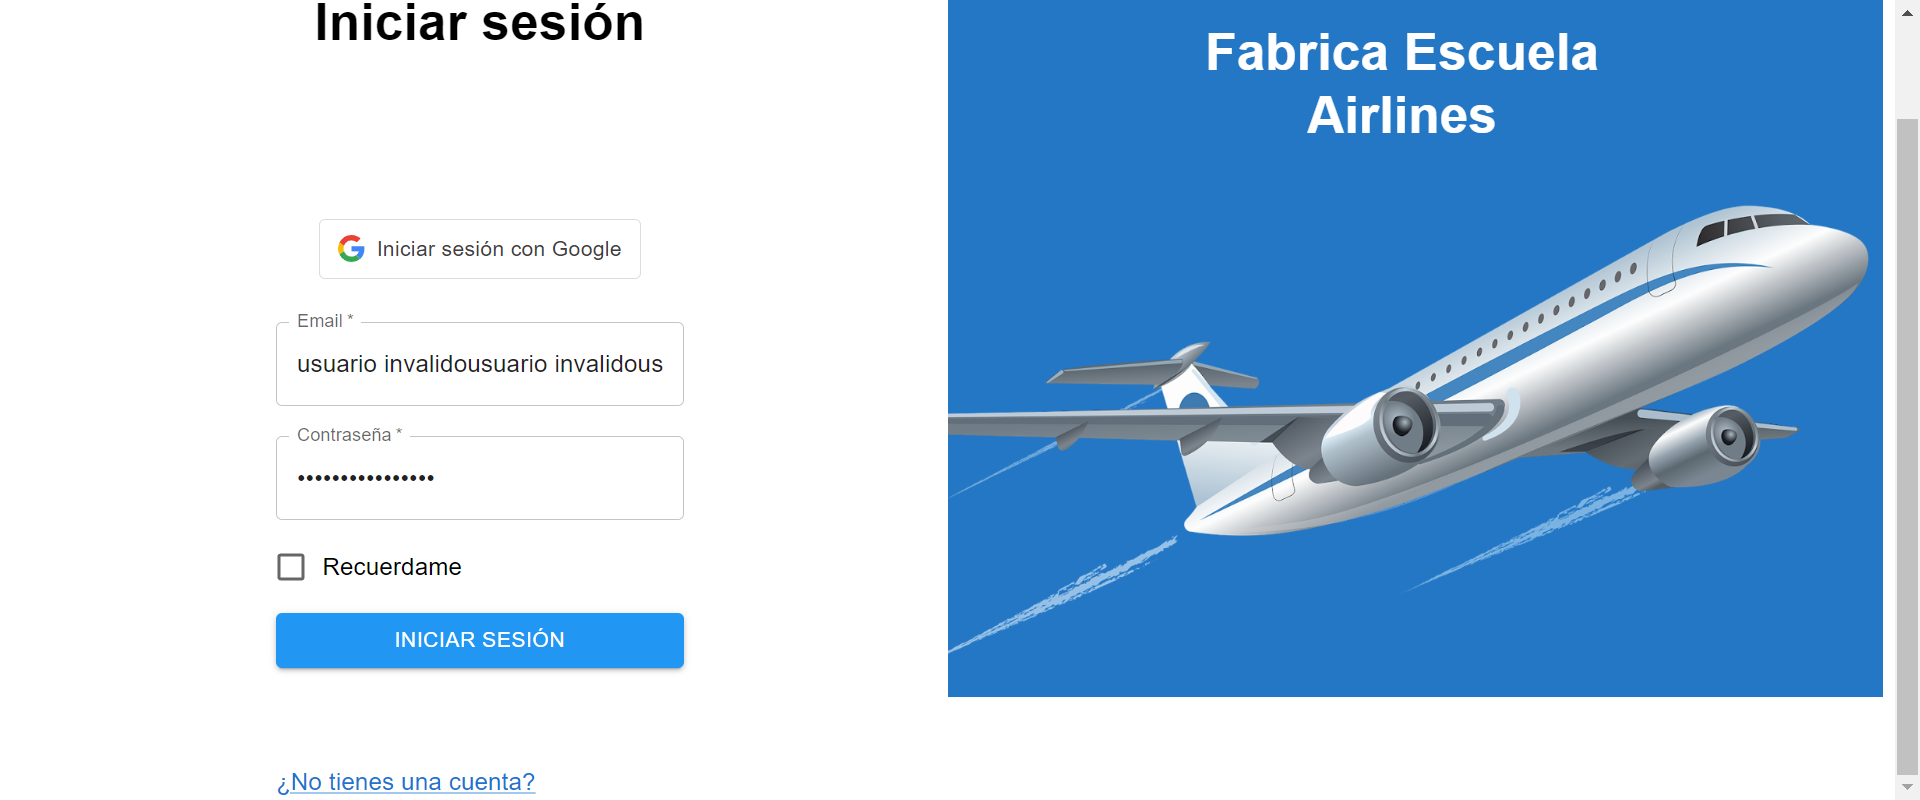 Iniciar sesión
Iniciar sesión con Google
Email *
usuario invalidousuario invalidous
Contraseña *
••••••••••••••••
Recuerdame
INICIAR SESIÓN
¿No tienes una cuenta?
Fabrica Escuela
Airlines